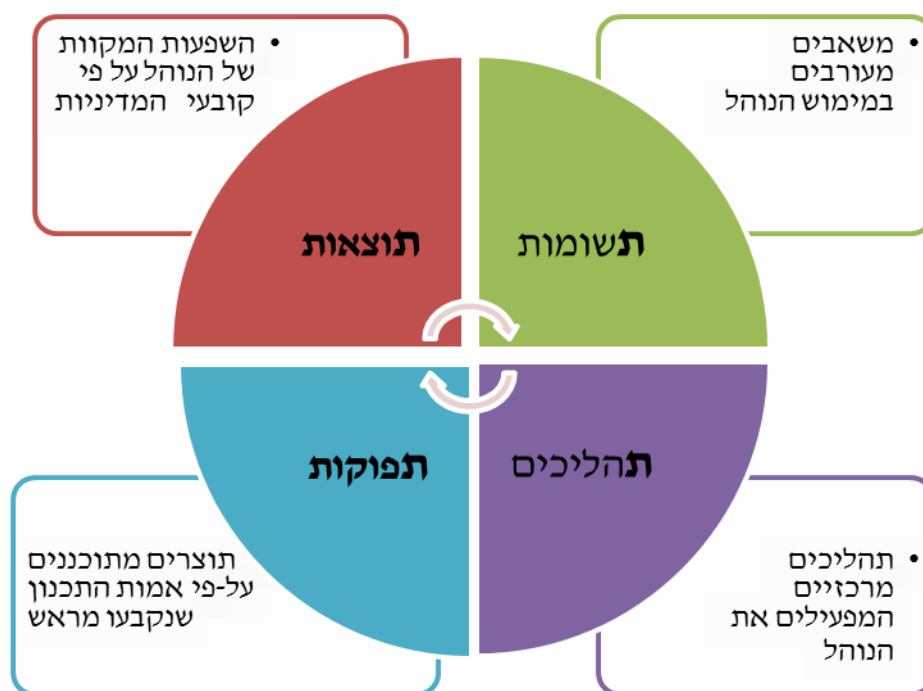 • משאבים
מעורבים
במימוש הנוהל
• השפעות המקוות
של הנוהל על פי
קובעי המדיניות
תשומות
תוצאות
תהליכים
תפוקות
• תהליכים
מרכזיים
המפעילים את
הנוהל
תוצרים מתוכננים
על-פי אמות התכנון
שנקבעו מראש